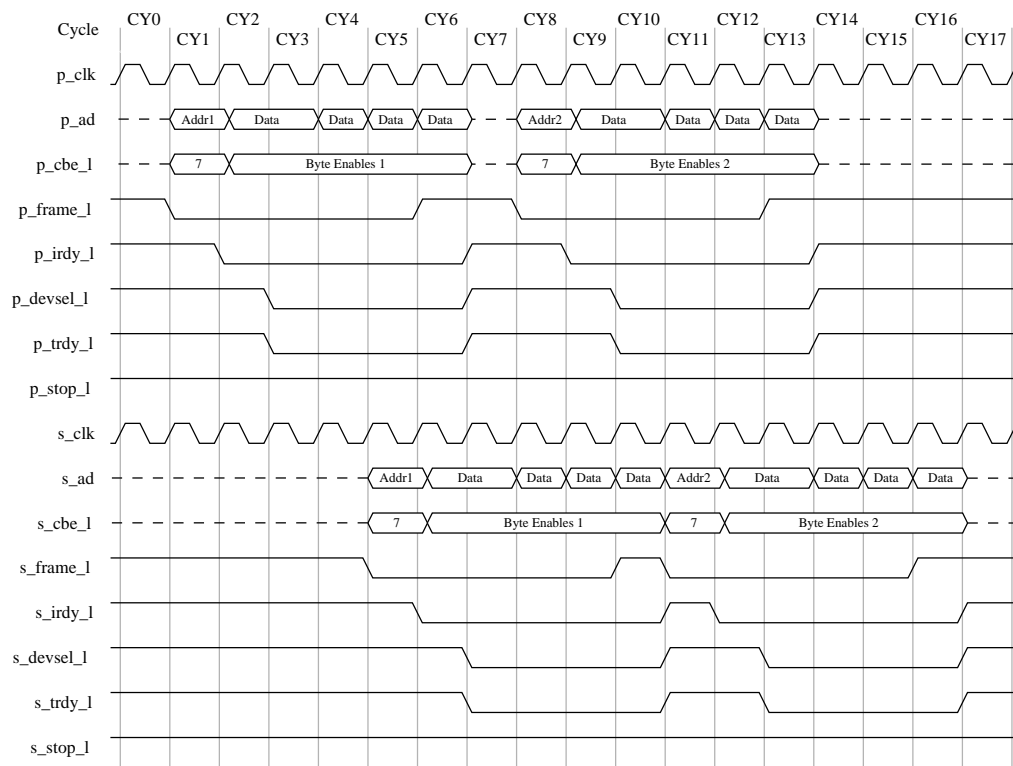 CY0 CY2 CY4 CY6 CY8 CY10 CY12 CY14 CY16
Cycle
CY1 CY3 CY5 CY7 CY9 CY11 CY13 CY15 CY17
p_clk
p_ad Addr1 Data Data Data Data Addr2 Data Data Data Data
p_cbe_l 7 Byte Enables 1 7 Byte Enables 2
p_frame_l
p_irdy_l
p_devsel_l
p_trdy_l
p_stop_l
s_clk
s_ad Addr1 Data Data Data Data Addr2 Data Data Data Data
s_cbe_l 7 Byte Enables 1 7 Byte Enables 2
s_frame_l
s_irdy_l
s_devsel_l
s_trdy_l
s_stop_l